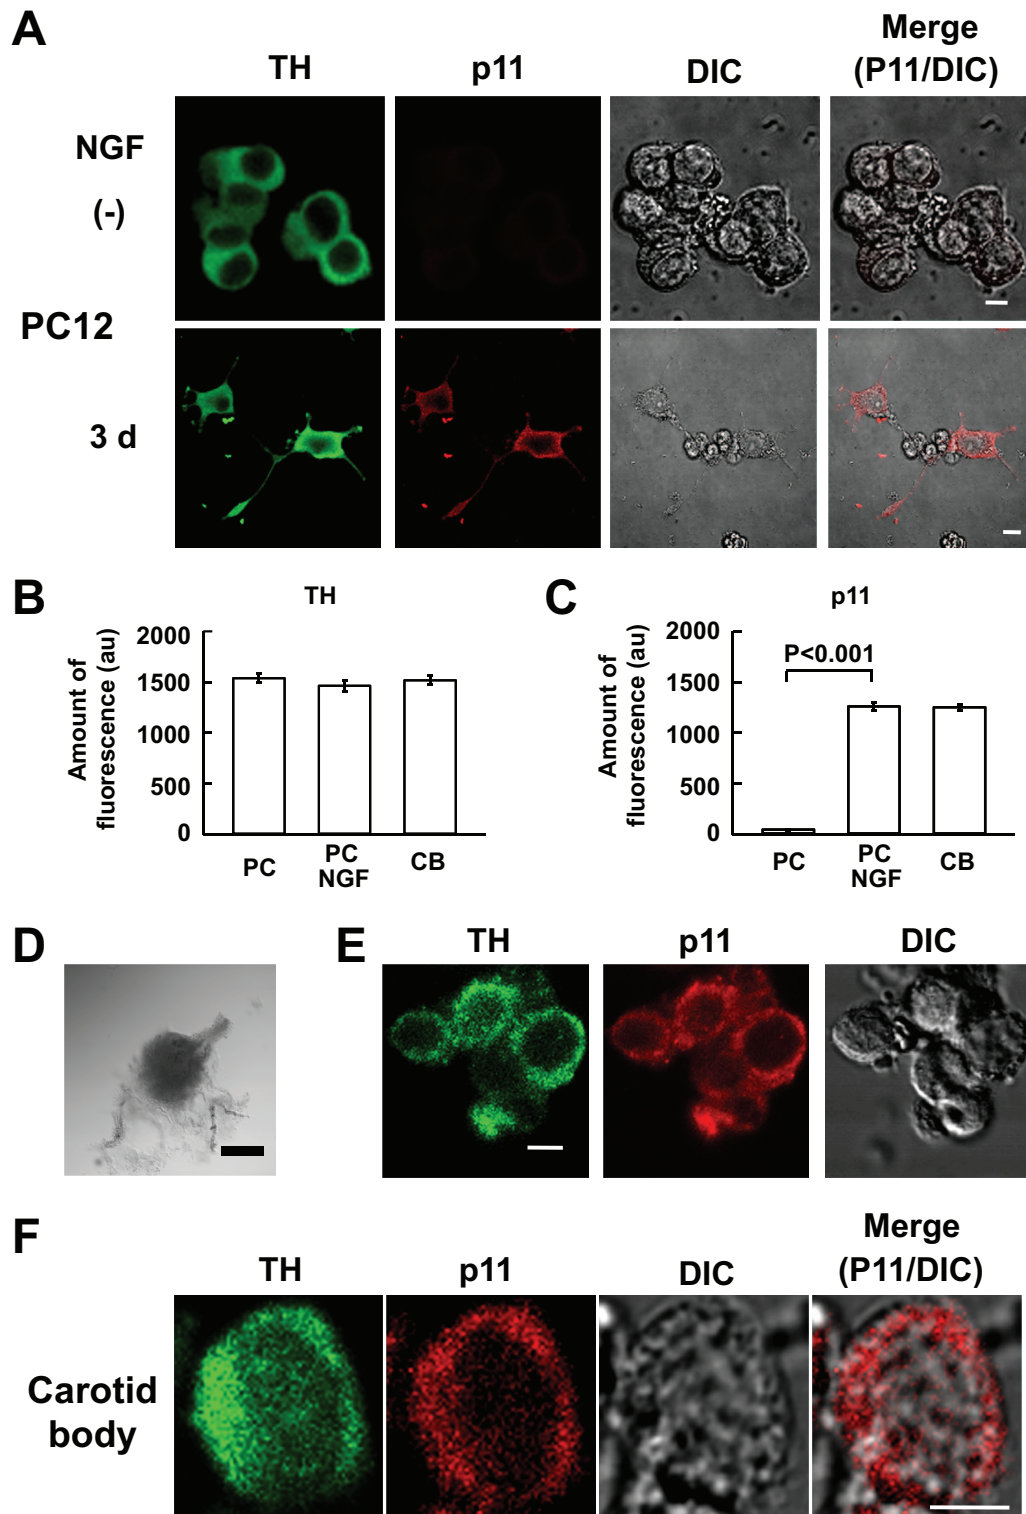 A
TH
p11
DIC
Merge
(P11/DIC)
NGF
(-)
PC12
3 d
B
TH
Amount of
fluorescence (au)
2000
1500
1000
500
0
PC
PC
NGF
CB
C
p11
Amount of
fluorescence (au)
2000
1500
1000
500
0
P<0.001
PC
PC
NGF
CB
D
E
TH
p11
DIC
F
TH
p11
DIC
Merge
(P11/DIC)
Carotid
body